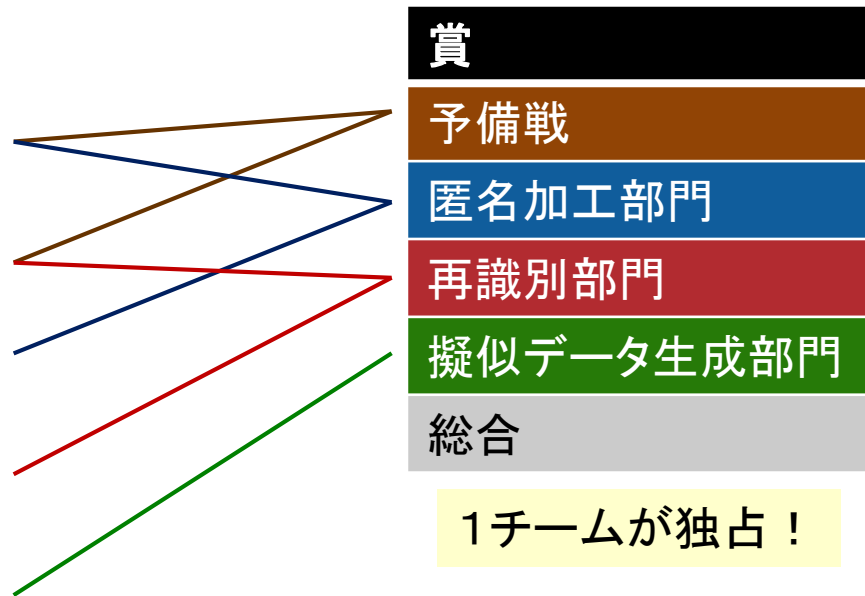 賞
予備戦
匿名加工部門
再識別部門
擬似データ生成部門
総合
１チームが独占！